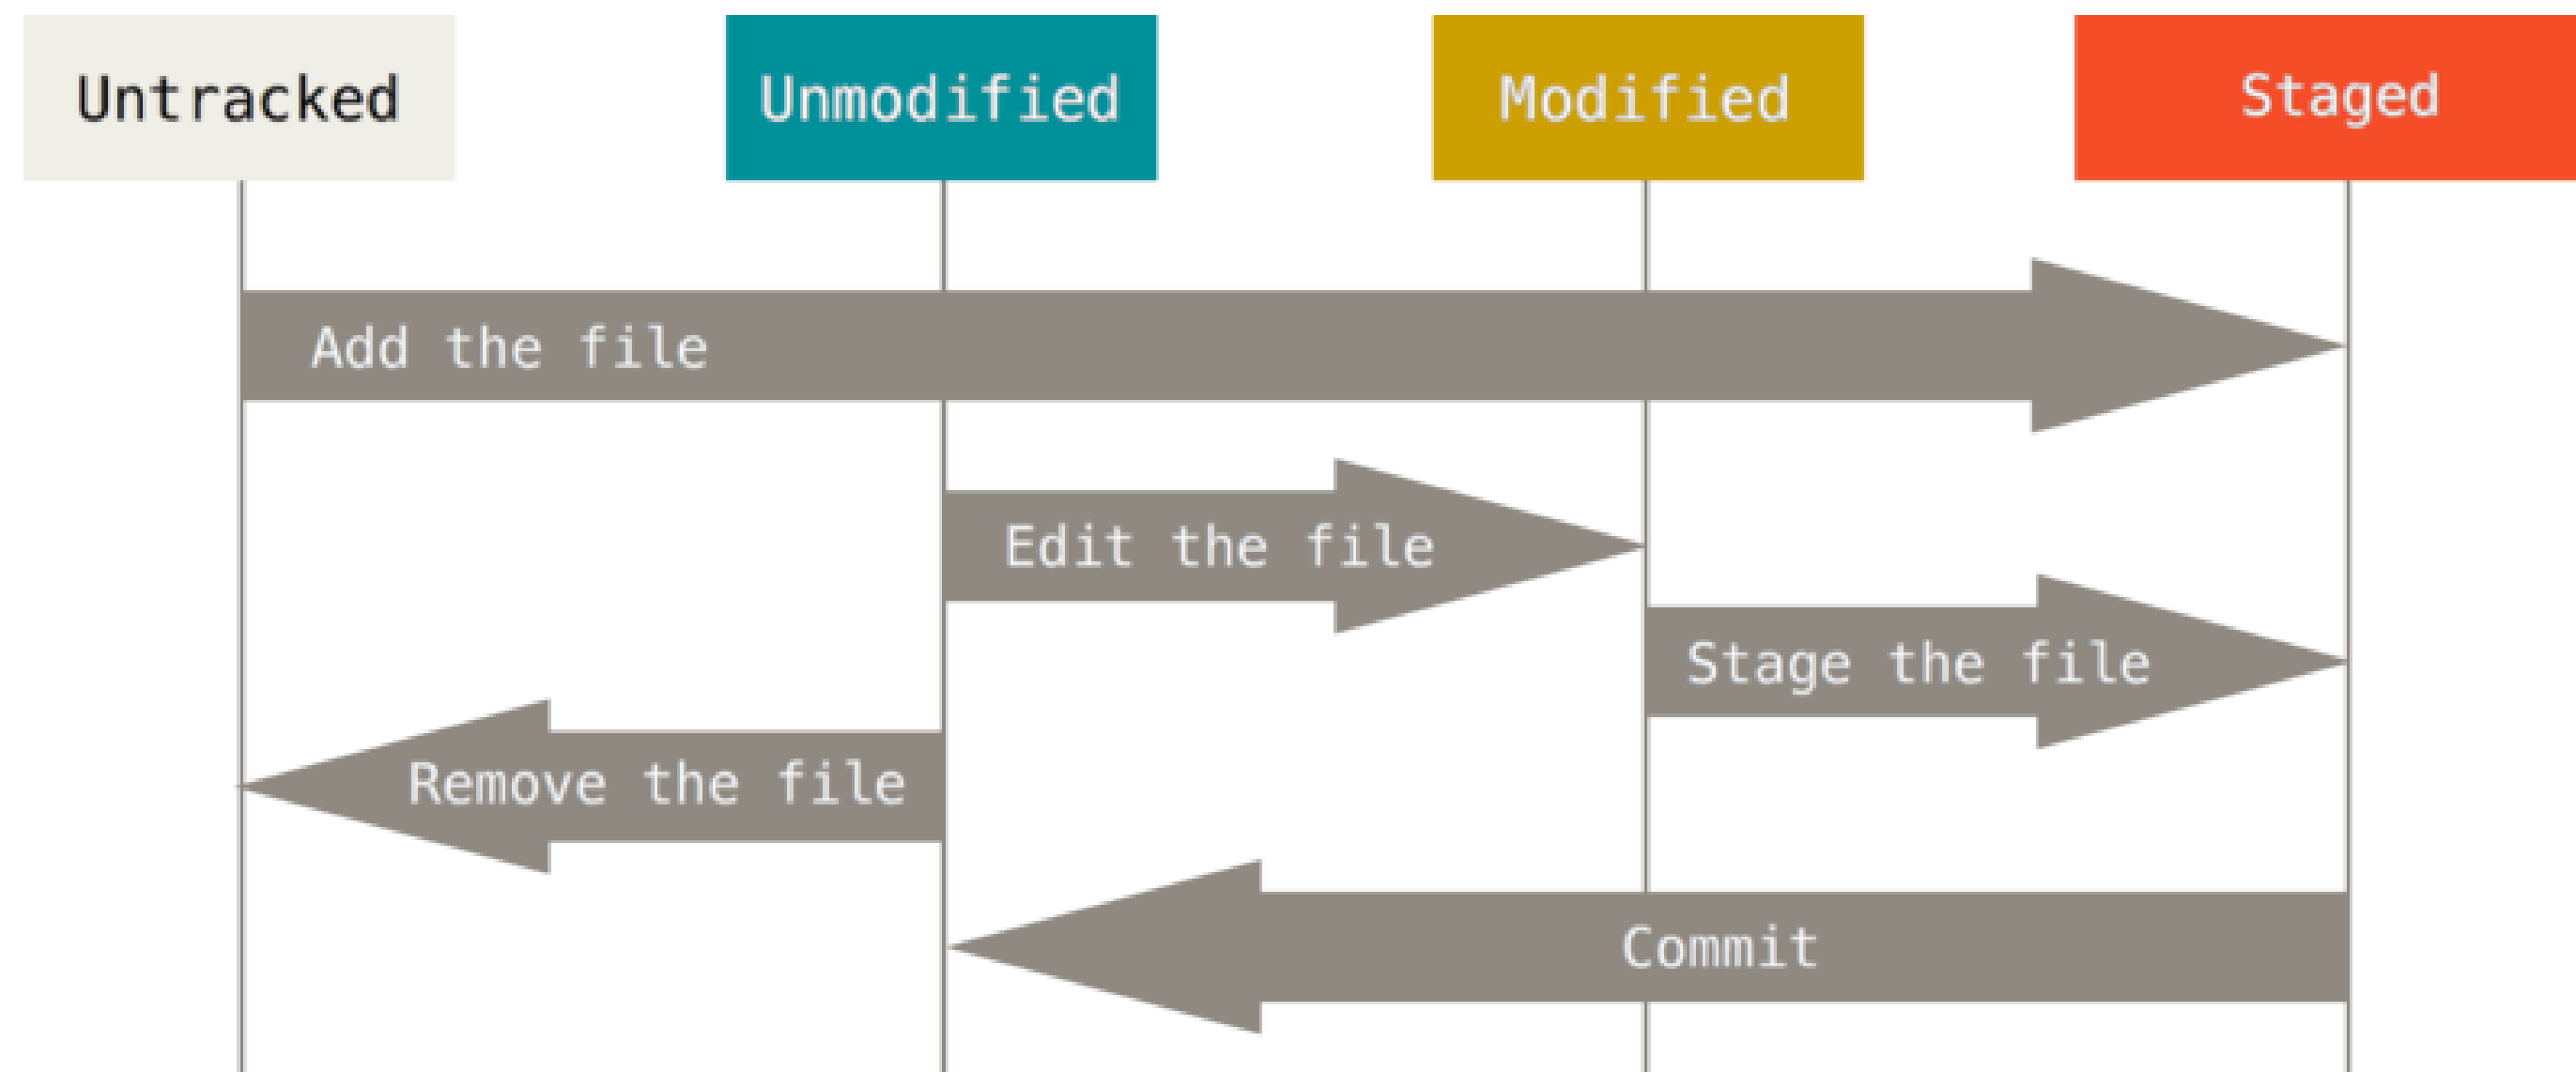 Untracked
Unmodified
Modified
Staged
Add the file
Edit the file
Stage the file
Remove the file
Commit